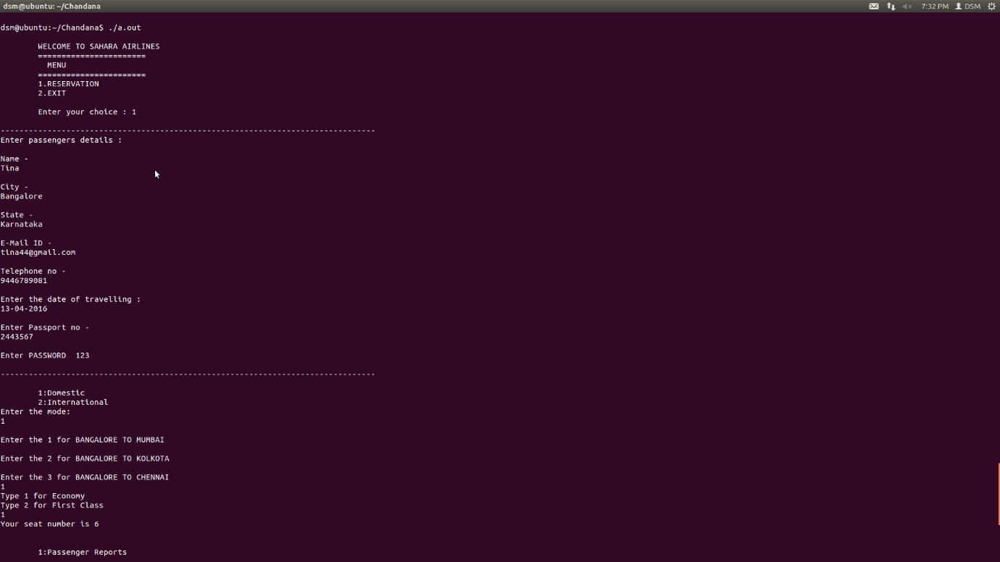 dsm@ubuntu: ~/Chandana
7:32 PM DSM
dsm@ubuntu:~/Chandana$ ./a.out
WELCOME TO SAHARA AIRLINES
=======================
MENU
=======================
1.RESERVATION
2.EXIT
Enter your choice : 1
--------------------------------------------------------------------------------
Enter passengers details :
Name -
Tina
City -
Bangalore
State -
Karnataka
E-Mail ID -
tina44@gmail.com
Telephone no -
9446789081
Enter the date of travelling :
13-04-2016
Enter Passport no -
2443567
Enter PASSWORD  123
--------------------------------------------------------------------------------
1:Domestic
2:International
Enter the mode:
1
Enter the 1 for BANGALORE TO MUMBAI
Enter the 2 for BANGALORE TO KOLKOTA
Enter the 3 for BANGALORE TO CHENNAI
1
Type 1 for Economy
Type 2 for First Class
1
Your seat number is 6
1:Passenger Reports